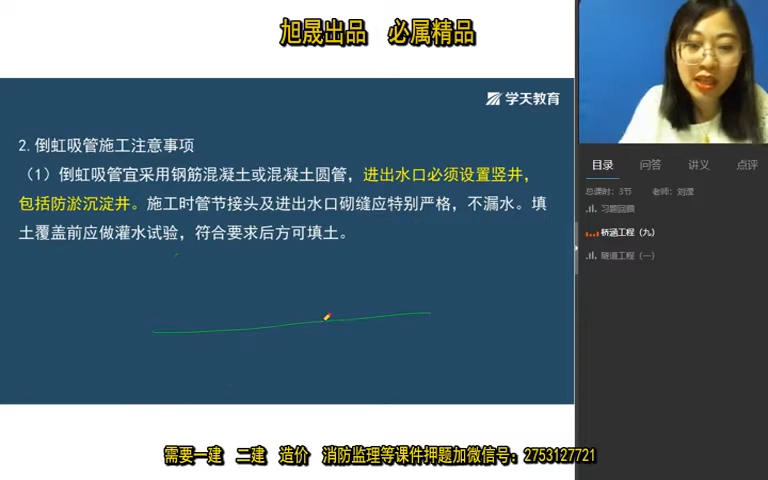 旭晟出品 必属精品
学天教育
2.倒虹吸管施工注意事项
（1）倒虹吸管宜采用钢筋混凝土或混凝土圆管，进出水口必须设置竖井，
包括防淤沉淀井。施工时管节接头及进出水口砌缝应特别严格，不漏水。填
土覆盖前应做灌水试验，符合要求后方可填土。
目录 问答 讲义 点评
总课时：3节 老师：刘滢
习题回顾
桥涵工程（九）
隧道工程（一）
需要一建 二建 造价 消防监理等课件押题加微信号：2753127721